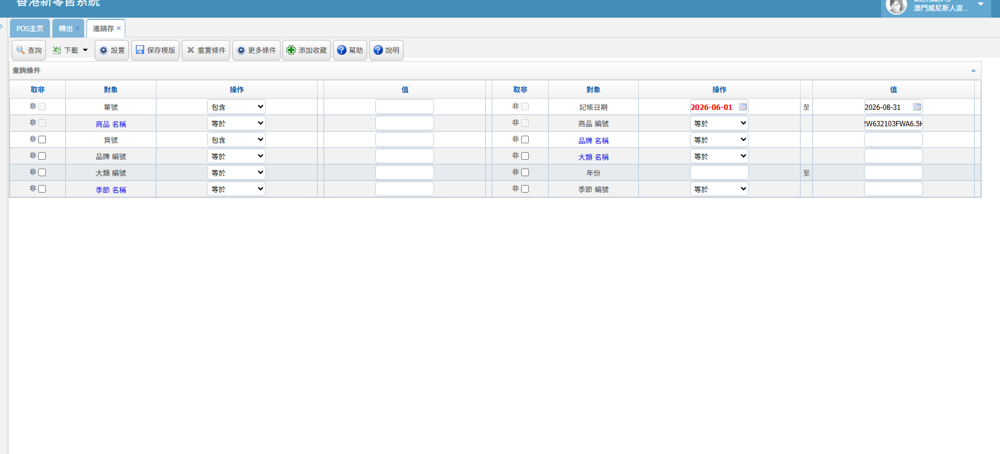 香港新零售系統
澳門威尼斯人度...
POS主页 轉出 × 進銷存 ×
查詢 下載 設置 保存模版 重置條件 更多條件 添加收藏 幫助 說明
查詢條件
取非 對象 操作 值 取非 對象 操作 值
非 單號 包含 非 記帳日期 2026-06-01 至 2026-08-31
非 商品 名稱 等於 非 商品 編號 等於 2W632103FWA6.5H
非 貨號 包含 非 品牌 名稱 等於
非 品牌 編號 等於 非 大類 名稱 等於
非 大類 編號 等於 非 年份 至
非 季節 名稱 等於 非 季節 編號 等於